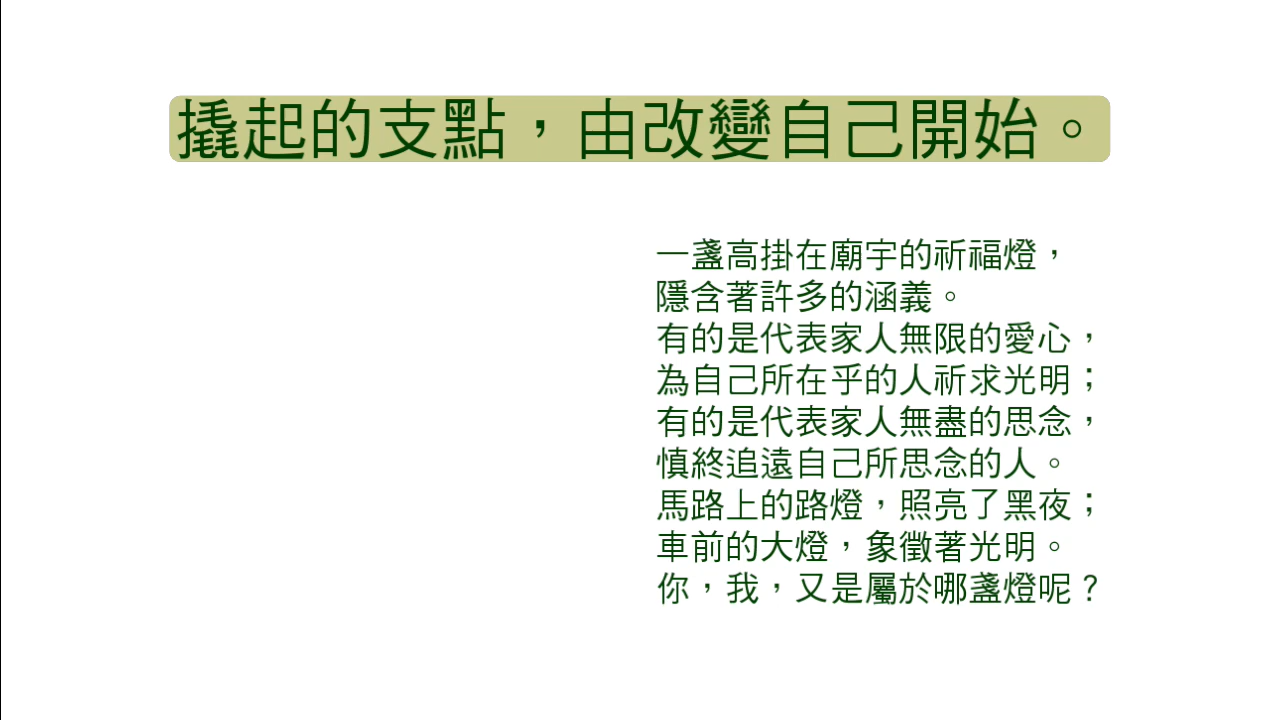 撬起的支點，由改變自己開始。
一盞高掛在廟宇的祈福燈，
隱含著許多的涵義。
有的是代表家人無限的愛心，
為自己所在乎的人祈求光明；
有的是代表家人無盡的思念，
慎終追遠自己所思念的人。
馬路上的路燈，照亮了黑夜；
車前的大燈，象徵著光明。
你，我，又是屬於哪盞燈呢？